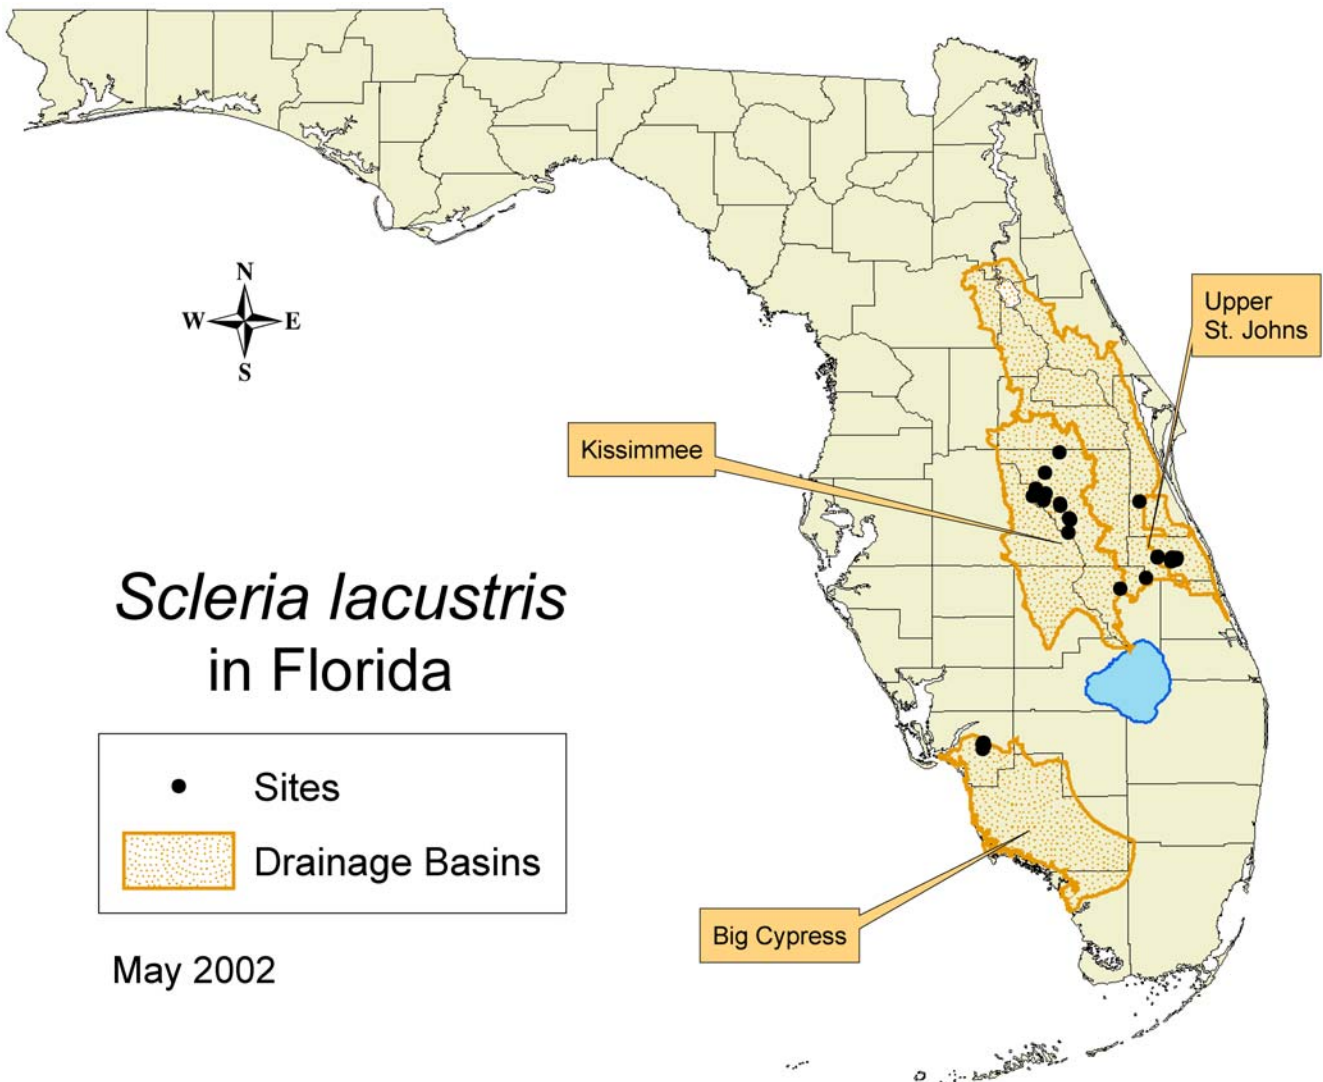 N
W E
S
Upper
St. Johns
Kissimmee
Scleria lacustris
in Florida
Sites
Drainage Basins
Big Cypress
May 2002